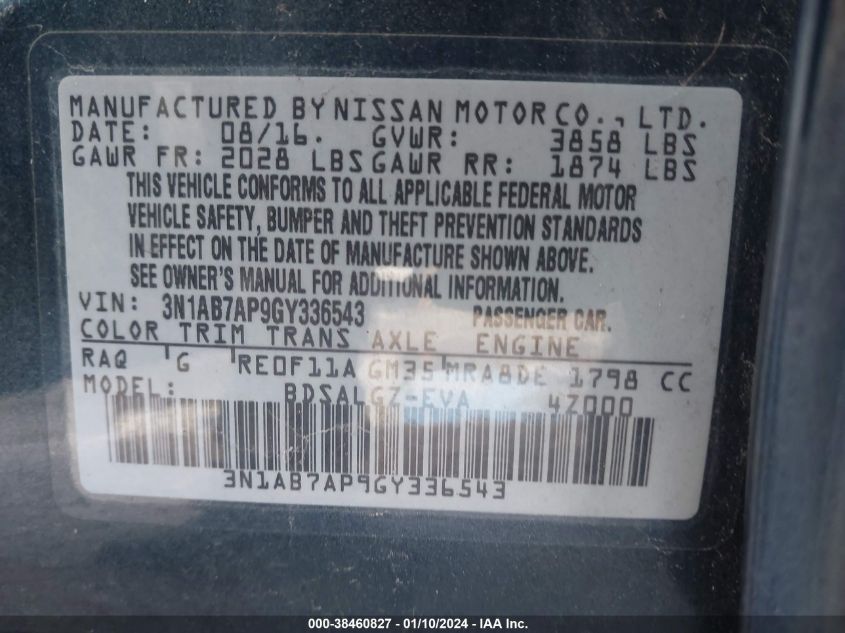 MANUFACTURED BY NISSAN MOTOR CO., LTD.
DATE: 08/16. GVWR: 3858 LBS
GAWR FR: 2028 LBS GAWR RR: 1874 LBS
THIS VEHICLE CONFORMS TO ALL APPLICABLE FEDERAL MOTOR
VEHICLE SAFETY, BUMPER AND THEFT PREVENTION STANDARDS
IN EFFECT ON THE DATE OF MANUFACTURE SHOWN ABOVE.
SEE OWNER'S MANUAL FOR ADDITIONAL INFORMATION.
VIN: 3N1AB7AP9GY336543 PASSENGER CAR.
COLOR TRIM TRANS AXLE ENGINE
RAQ G RE0F11A GM35 MRA8DE 1798 CC
MODEL: BDSALGZ-EVA 4Z000
3N1AB7AP9GY336543
000-38460827 - 01/10/2024 - IAA Inc.